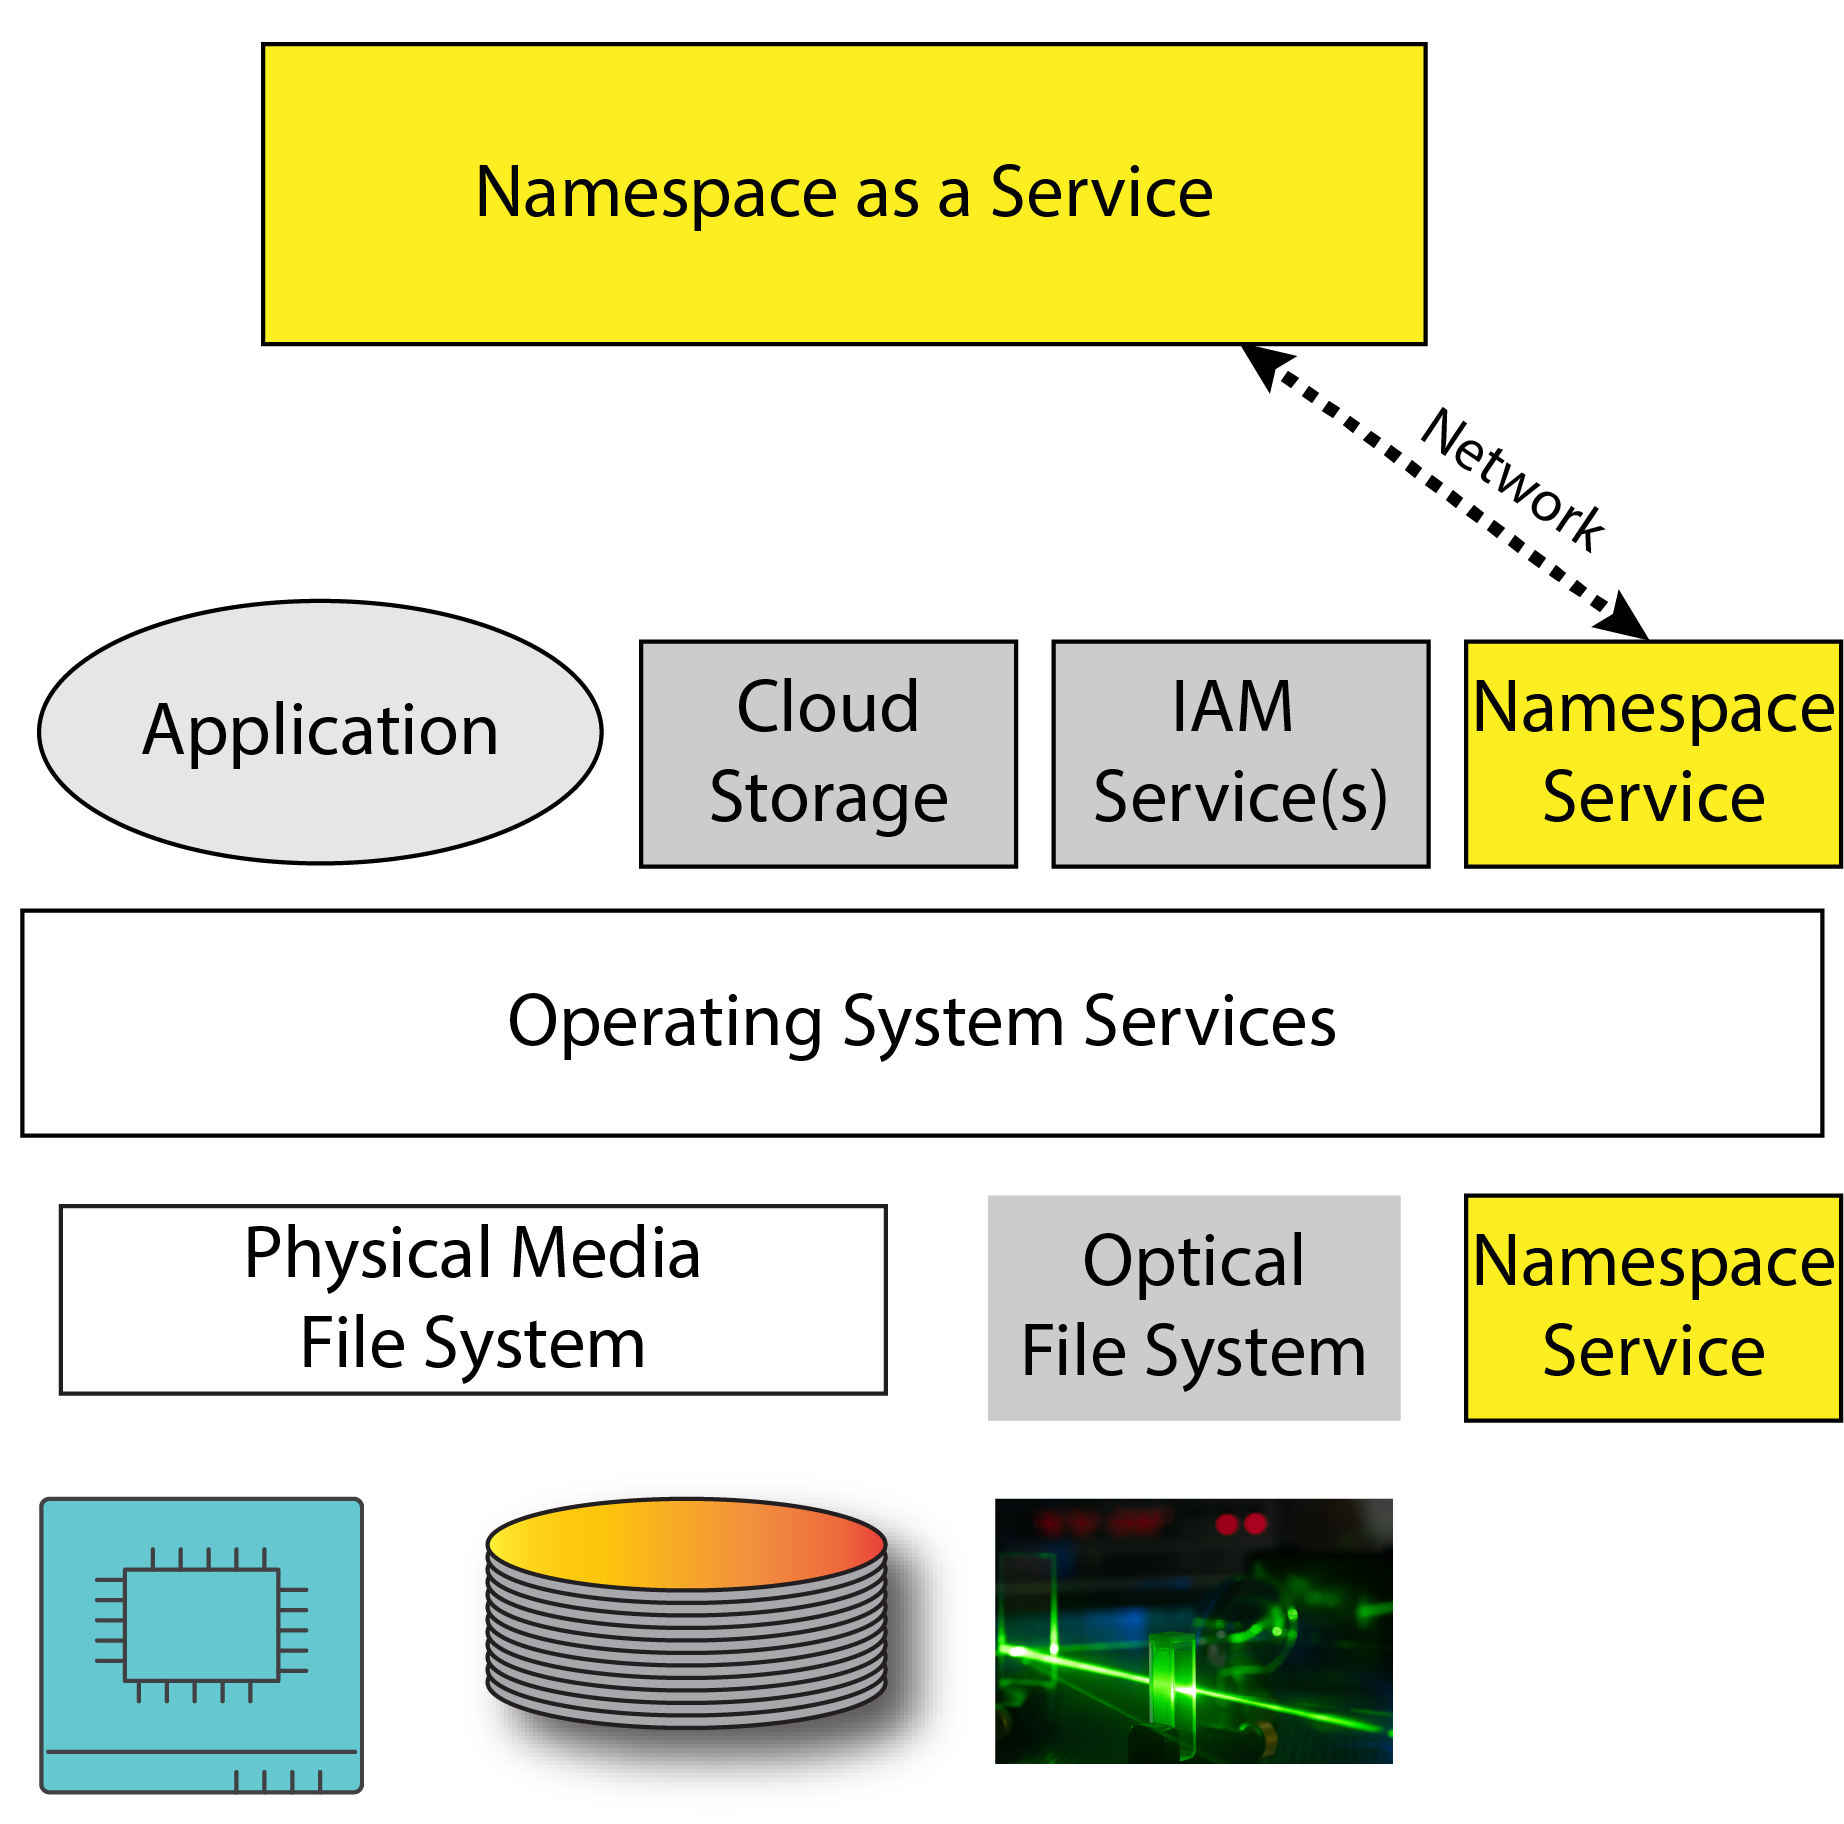 Namespace as a Service
Network
Application
Cloud
Storage
IAM
Service(s)
Namespace
Service
Operating System Services
Physical Media
File System
Optical
File System
Namespace
Service